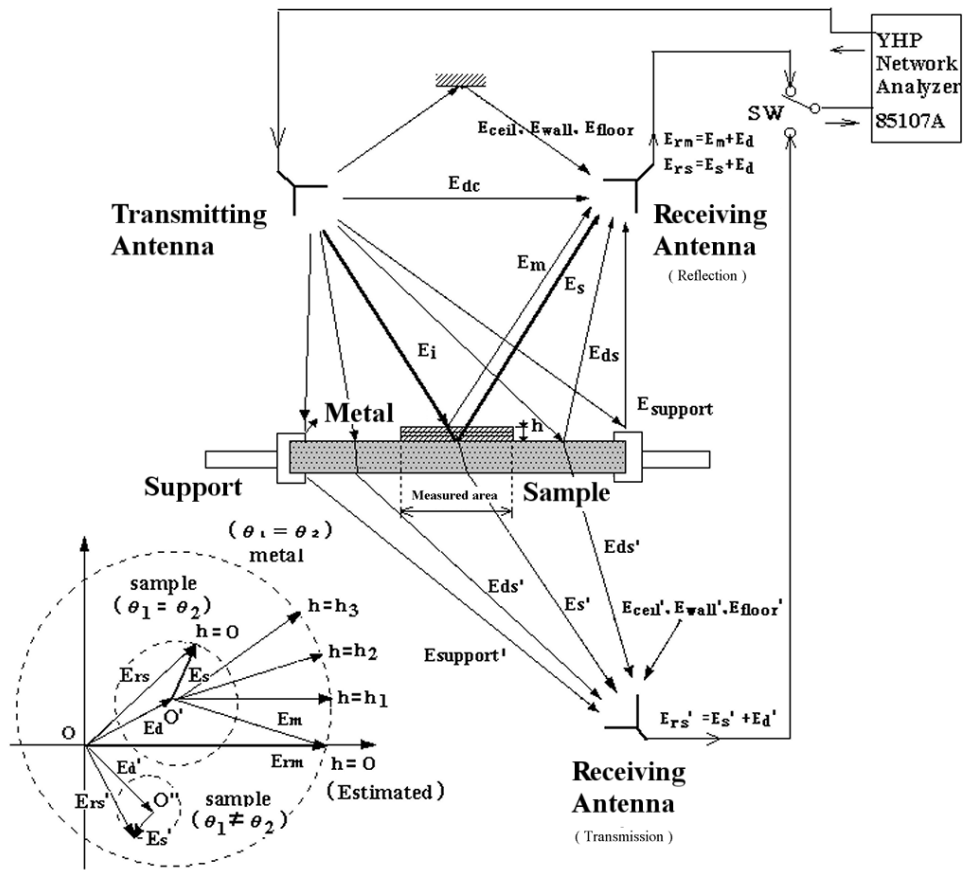 YHP
Network
Analyzer
85107A
SW
Eceil、Ewall、Efloor
Erm=Em+Ed
Ers=Es+Ed
Edc
Transmitting
Antenna
Receiving
Antenna
( Reflection )
Em
Es
Ei
Eds
Esupport
Metal
h
Support
Measured area
Sample
(θ₁=θ₂)
metal
Eds'
Eds'
Es'
Eceil'、Ewall'、Efloor'
Esupport'
sample
(θ1=θ2)
h=0
h=h3
h=h2
h=h1
Ers
Es
Ed
O'
O
Em
Erm
h=0
(Estimated)
Ed'
Ers'
O''
Es'
sample
(θ1≠θ2)
Ers'=Es'+Ed'
Receiving
Antenna
( Transmission )